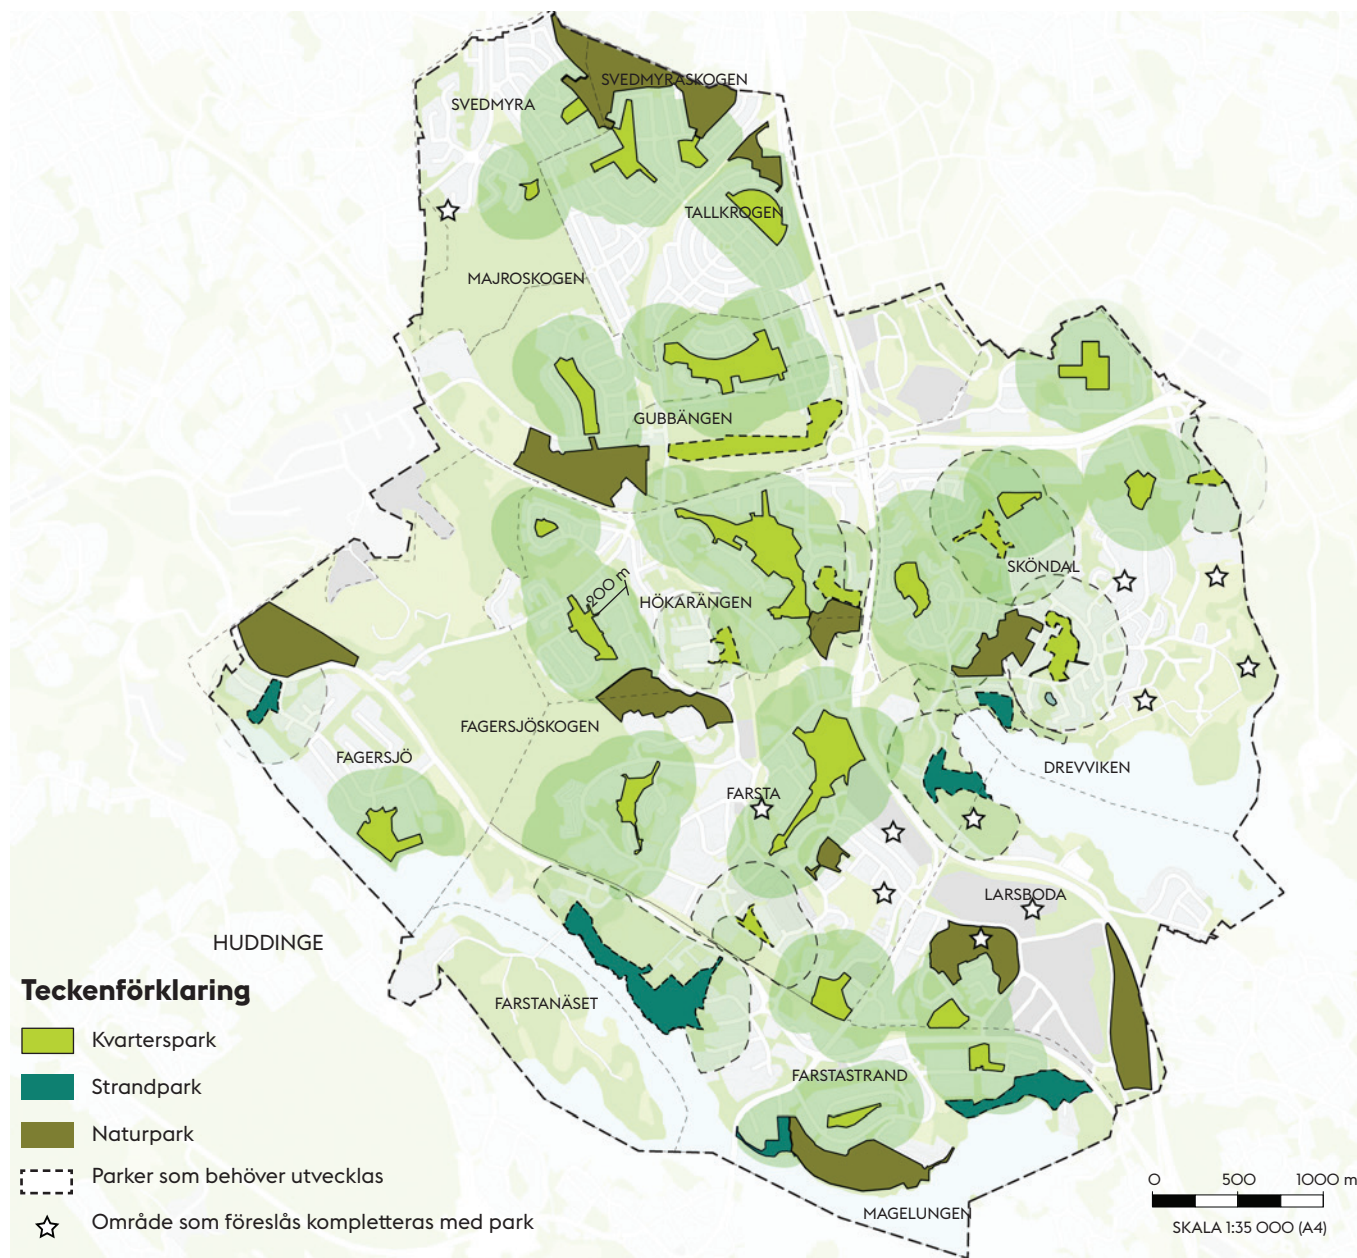 SVEDMYRASKOGEN
SVEDMYRA
TALLKROGEN
MAJROSKOGEN
GUBBÄNGEN
SKÖNDAL
200 m
HÖKARÄNGEN
FAGERSJÖSKOGEN
FAGERSJÖ
DREVVIKEN
FARSTA
LARSBODA
HUDDINGE
FARSTANÄSET
FARSTASTRAND
MAGELUNGEN
Teckenförklaring
Kvarterspark
Strandpark
Naturpark
Parker som behöver utvecklas
Område som föreslås kompletteras med park
0 500 1000 m
SKALA 1:35 000 (A4)